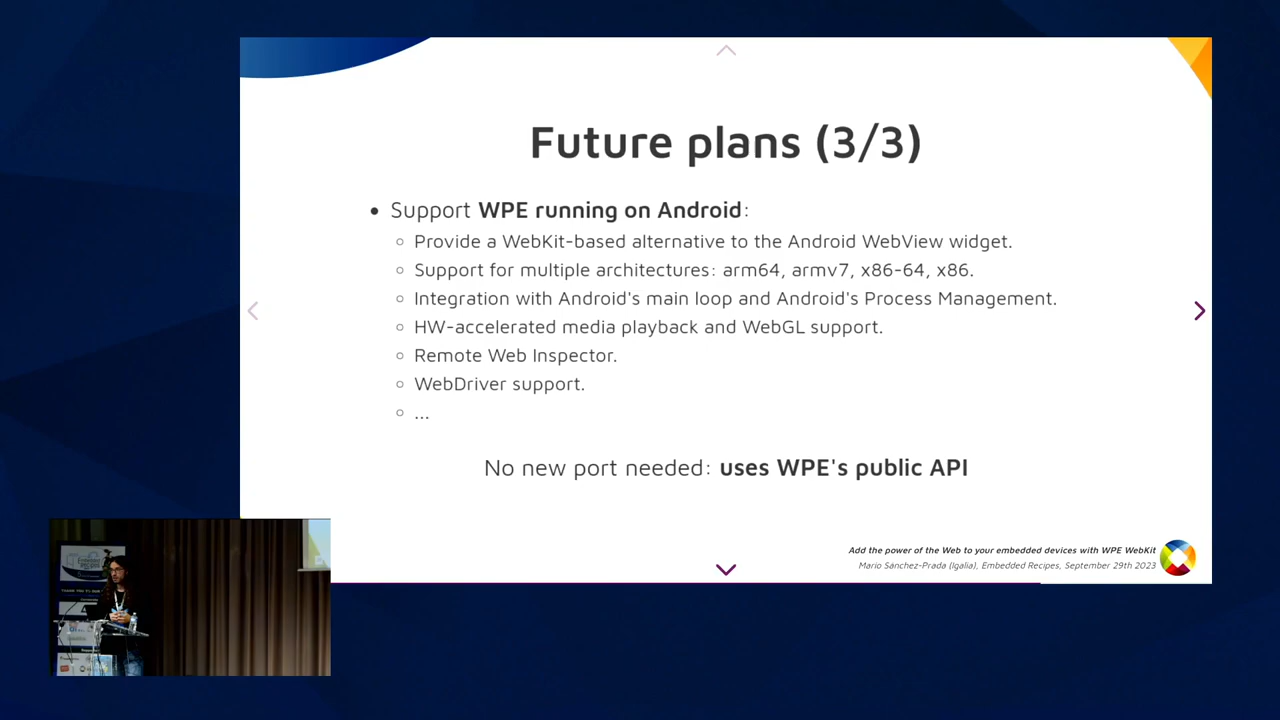 Future plans (3/3)
• Support WPE running on Android:
◦ Provide a WebKit-based alternative to the Android WebView widget.
◦ Support for multiple architectures: arm64, armv7, x86-64, x86.
◦ Integration with Android's main loop and Android's Process Management.
◦ HW-accelerated media playback and WebGL support.
◦ Remote Web Inspector.
◦ WebDriver support.
◦ ...
No new port needed: uses WPE's public API
Add the power of the Web to your embedded devices with WPE WebKit
Mario Sánchez-Prada (Igalia), Embedded Recipes, September 29th 2023